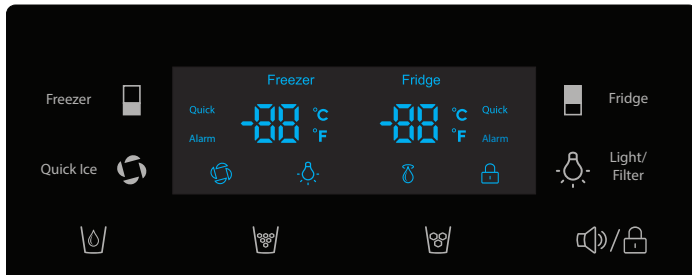 Freezer Fridge
Freezer
Quick -88 °C -88 °C Quick
Fridge
Alarm °F °F Alarm
Quick Ice
Light/
Filter
/